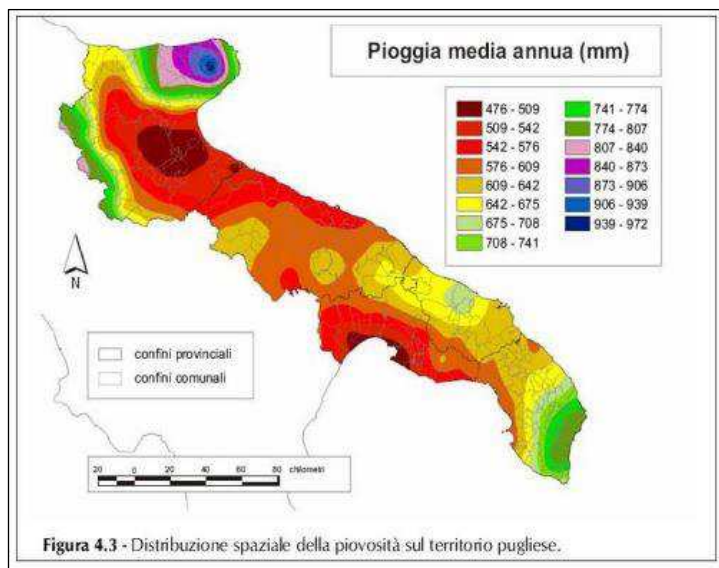 Pioggia media annua (mm)
476 - 509
509 - 542
542 - 576
576 - 609
609 - 642
642 - 675
675 - 708
708 - 741
741 - 774
774 - 807
807 - 840
840 - 873
873 - 906
906 - 939
939 - 972
N
confini provinciali
confini comunali
20 0 20 40 60 80 chilometri
Figura 4.3 - Distribuzione spaziale della piovosità sul territorio pugliese.